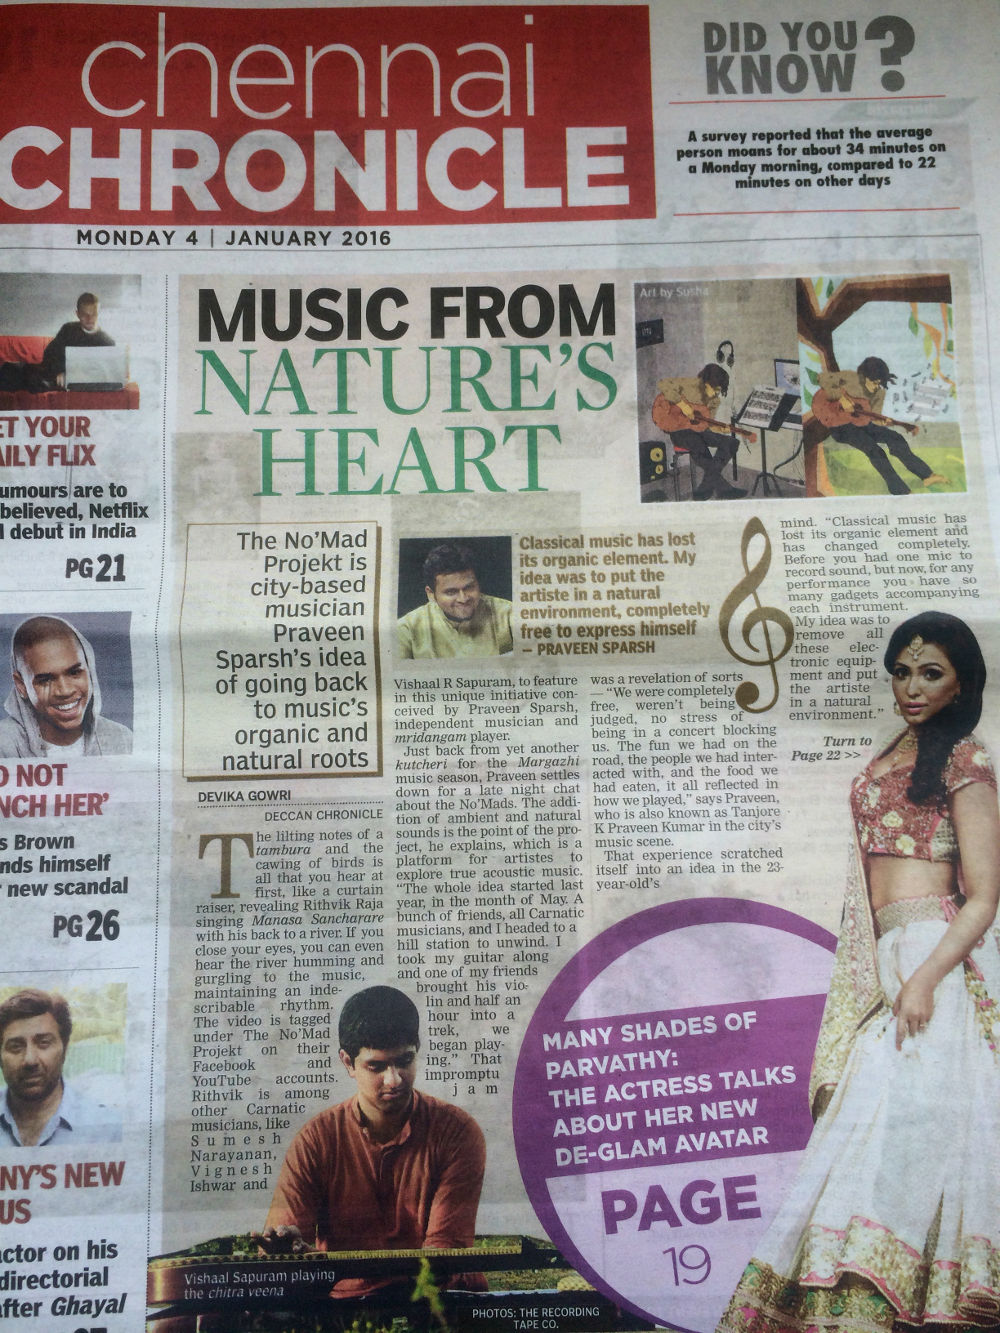 chennai
CHRONICLE
MONDAY 4 | JANUARY 2016
DID YOU
KNOW?
A survey reported that the average
person moans for about 34 minutes on
a Monday morning, compared to 22
minutes on other days
ET YOUR
AILY FLIX
umours are to
believed, Netflix
debut in India
PG 21
O NOT
NCH HER'
s Brown
nds himself
new scandal
PG 26
NY'S NEW
US
actor on his
directorial
after Ghayal
MUSIC FROM
NATURE'S
HEART
Art by Susha
The No'Mad
Projekt is
city-based
musician
Praveen
Sparsh's idea
of going back
to music's
organic and
natural roots
Classical music has lost
its organic element. My
idea was to put the
artiste in a natural
environment, completely
free to express himself
— PRAVEEN SPARSH
DEVIKA GOWRI
DECCAN CHRONICLE
The lilting notes of a
tambura and the
cawing of birds is
all that you hear at
first, like a curtain
raiser, revealing Rithvik Raja
singing Manasa Sancharare
with his back to a river. If you
close your eyes, you can even
hear the river humming and
gurgling to the music,
maintaining an inde-
scribable rhythm.
The video is tagged
under The No'Mad
Projekt on their
Facebook and
YouTube accounts.
Rithvik is among
other Carnatic
musicians, like
Sumesh
Narayanan,
Vignesh
Ishwar and
Vishaal R Sapuram, to feature
in this unique initiative con-
ceived by Praveen Sparsh,
independent musician and
mridangam player.
Just back from yet another
kutcheri for the Margazhi
music season, Praveen settles
down for a late night chat
about the No'Mads. The addi-
tion of ambient and natural
sounds is the point of the pro-
ject, he explains, which is a
platform for artistes to
explore true acoustic music.
"The whole idea started last
year, in the month of May. A
bunch of friends, all Carnatic
musicians, and I headed to a
hill station to unwind. I
took my guitar along
and one of my friends
brought his vio-
lin and half an
hour into a
trek, we
began play-
ing." That
impromptu
jam
was a revelation of sorts
— "We were completely
free, weren't being
judged, no stress of
being in a concert blocking
us. The fun we had on the
road, the people we had inter-
acted with, and the food we
had eaten, it all reflected in
how we played," says Praveen,
who is also known as Tanjore
K Praveen Kumar in the city's
music scene.
That experience scratched
itself into an idea in the 23-
year-old's
mind. "Classical music has
lost its organic element and
has changed completely.
Before you had one mic to
record sound, but now, for any
performance you have so
many gadgets accompanying
each instrument.
My idea was to
remove all
these elec-
tronic equip-
ment and put
the artiste
in a natural
environment."
Turn to
Page 22 >>
Vishaal Sapuram playing
the chitra veena
PHOTOS: THE RECORDING
TAPE CO.
MANY SHADES OF
PARVATHY:
THE ACTRESS TALKS
ABOUT HER NEW
DE-GLAM AVATAR
PAGE
19